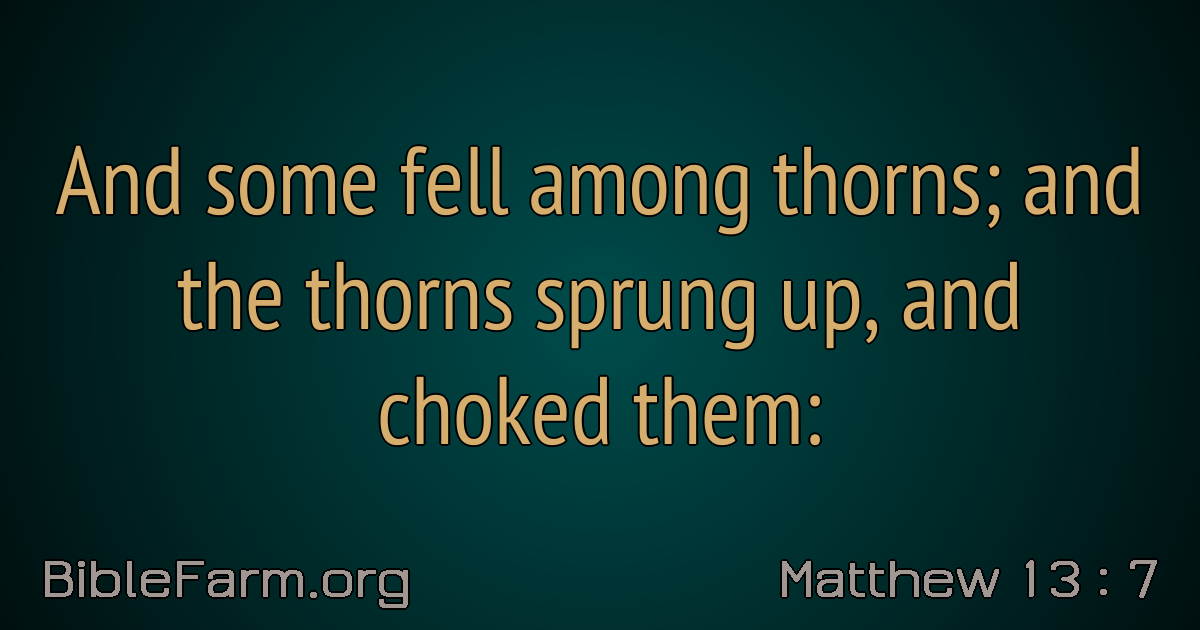 And some fell among thorns; and
the thorns sprung up, and
choked them:
BibleFarm.org
Matthew 13 : 7